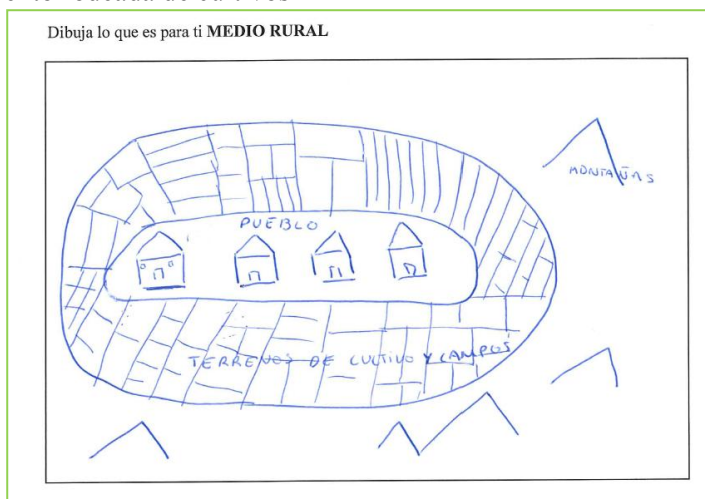 Dibuja lo que es para ti MEDIO RURAL
MONTAÑAS
PUEBLO
TERRENOS DE CULTIVO Y CAMPOS